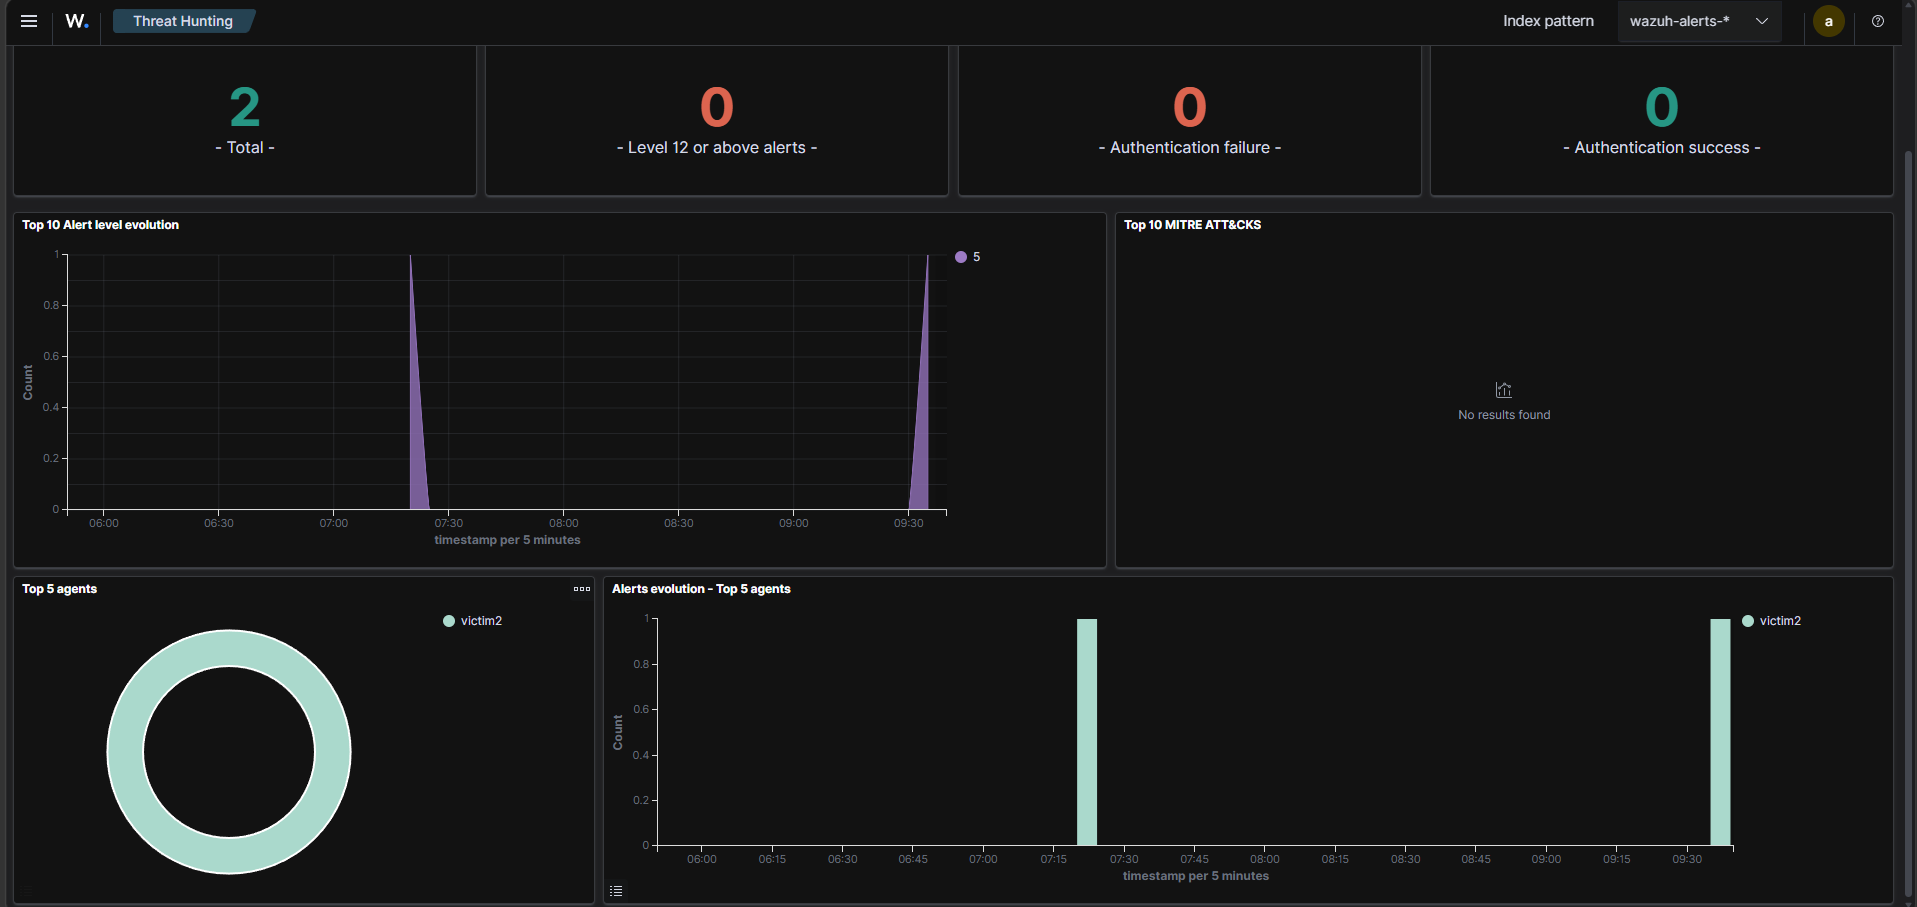 W. Threat Hunting Index pattern wazuh-alerts-* a
2 0 0 0
- Total - - Level 12 or above alerts - - Authentication failure - - Authentication success -
Top 10 Alert level evolution
1
0.8
0.6
0.4
0.2
0
Count
06:00 06:30 07:00 07:30 08:00 08:30 09:00 09:30
timestamp per 5 minutes
5
Top 10 MITRE ATT&CKS
No results found
Top 5 agents
victim2
Alerts evolution - Top 5 agents
1
0.8
0.6
0.4
0.2
0
Count
06:00 06:15 06:30 06:45 07:00 07:15 07:30 07:45 08:00 08:15 08:30 08:45 09:00 09:15 09:30
timestamp per 5 minutes
victim2